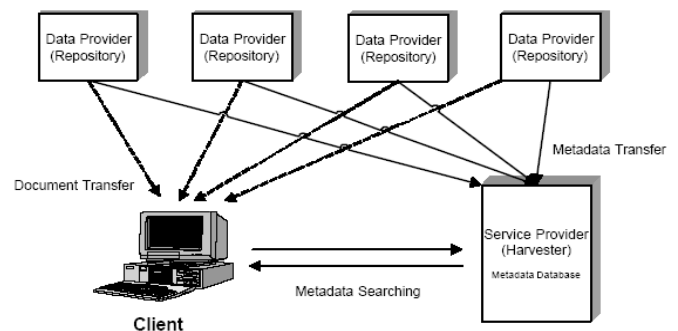 Data Provider
(Repository)
Data Provider
(Repository)
Data Provider
(Repository)
Data Provider
(Repository)
Metadata Transfer
Document Transfer
Service Provider
(Harvester)
Metadata Database
Metadata Searching
Client